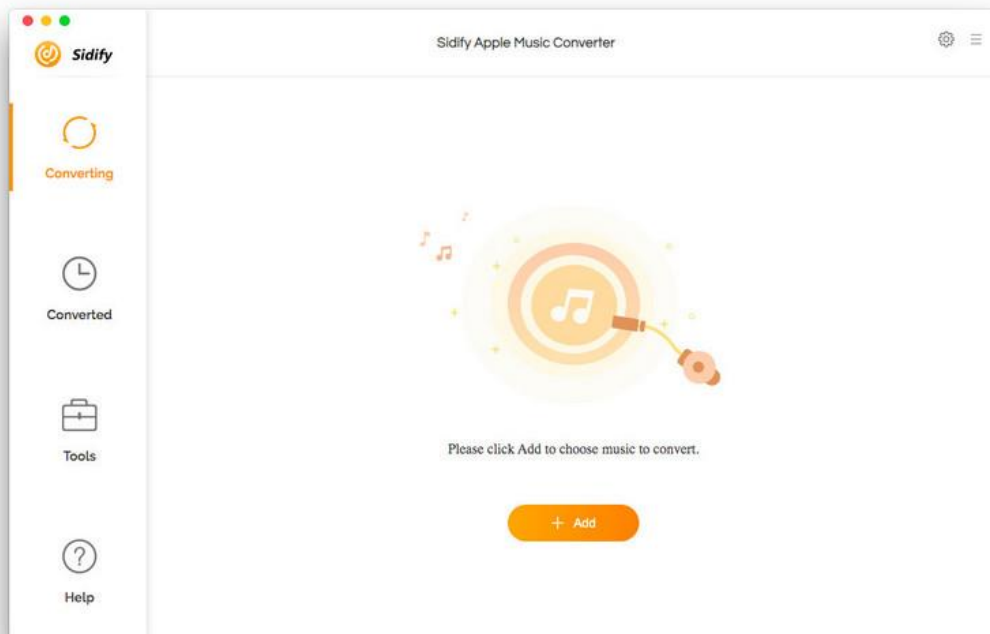 Sidify
Sidify Apple Music Converter
Converting
Converted
Tools
Help
Please click Add to choose music to convert.
+ Add